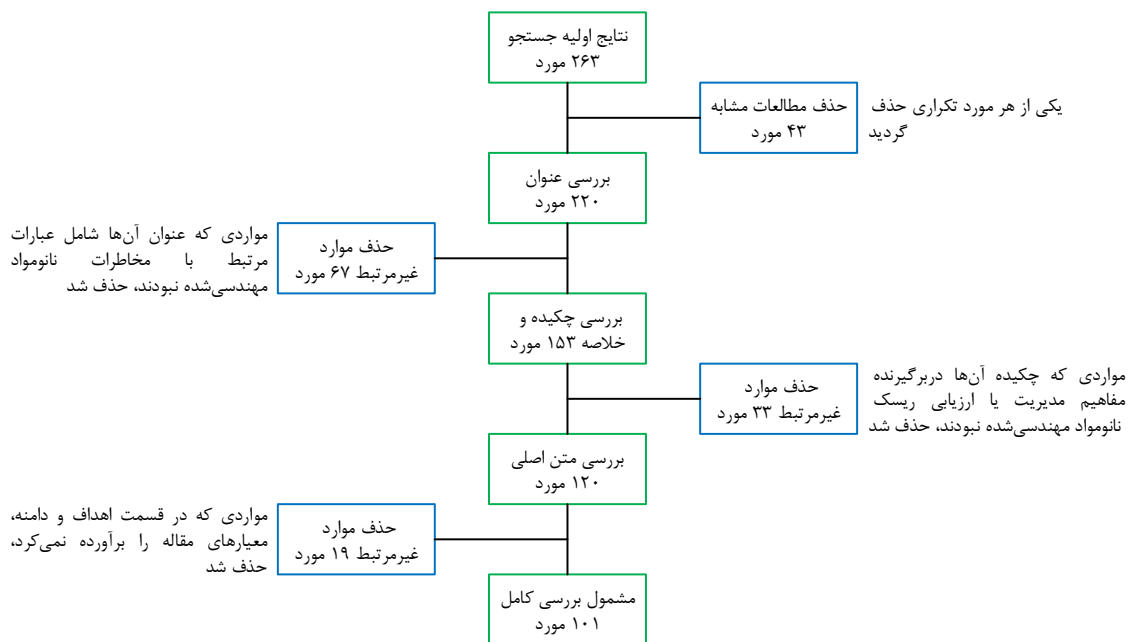 نتایج اولیه جستجو
۲۶۳ مورد
حذف مطالعات مشابه
۴۳ مورد
یکی از هر مورد تکراری حذف
گردید
بررسی عنوان
۲۲۰ مورد
حذف موارد
غیرمرتبط ۶۷ مورد
مواردی که عنوان آن‌ها شامل عبارات
مرتبط با مخاطرات نانومواد
مهندسی‌شده نبودند، حذف شد
بررسی چکیده و
خلاصه ۱۵۳ مورد
حذف موارد
غیرمرتبط ۳۳ مورد
مواردی که چکیده آن‌ها دربرگیرنده
مفاهیم مدیریت یا ارزیابی ریسک
نانومواد مهندسی‌شده نبودند، حذف شد
بررسی متن اصلی
۱۲۰ مورد
حذف موارد
غیرمرتبط ۱۹ مورد
مواردی که در قسمت اهداف و دامنه،
معیارهای مقاله را برآورده نمی‌کرد،
حذف شد
مشمول بررسی کامل
۱۰۱ مورد